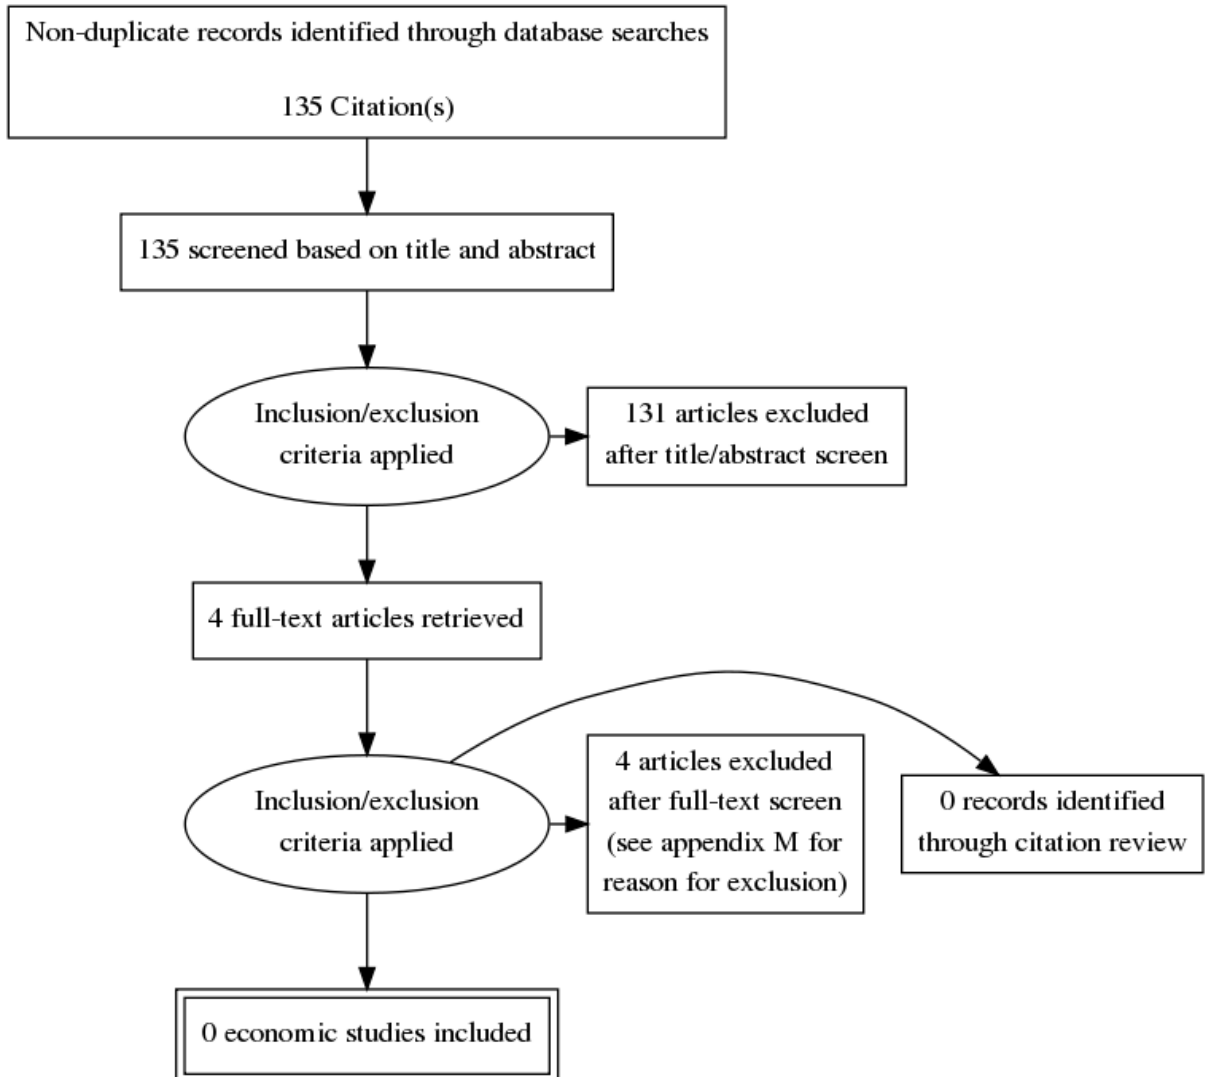 Non-duplicate records identified through database searches
135 Citation(s)
135 screened based on title and abstract
Inclusion/exclusion
criteria applied
131 articles excluded
after title/abstract screen
4 full-text articles retrieved
Inclusion/exclusion
criteria applied
4 articles excluded
after full-text screen
(see appendix M for
reason for exclusion)
0 records identified
through citation review
0 economic studies included